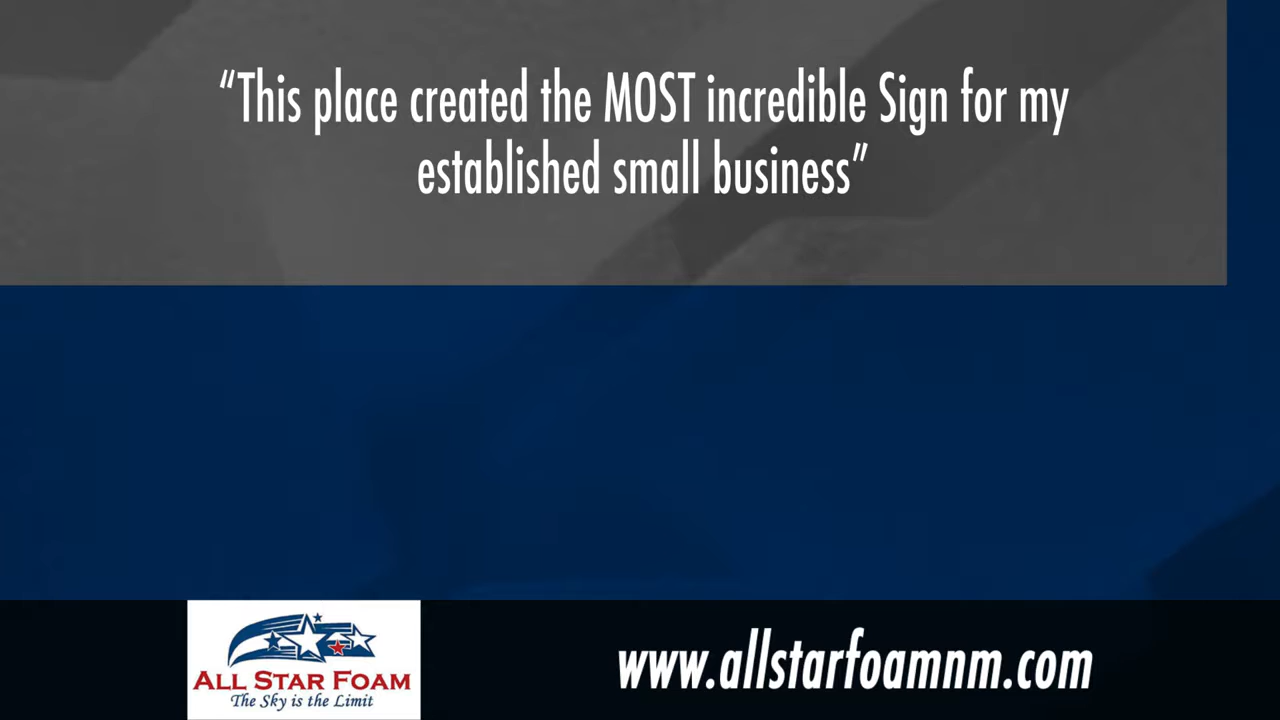 “This place created the MOST incredible Sign for my
established small business”
ALL STAR FOAM
The Sky is the Limit
www.allstarfoamnm.com